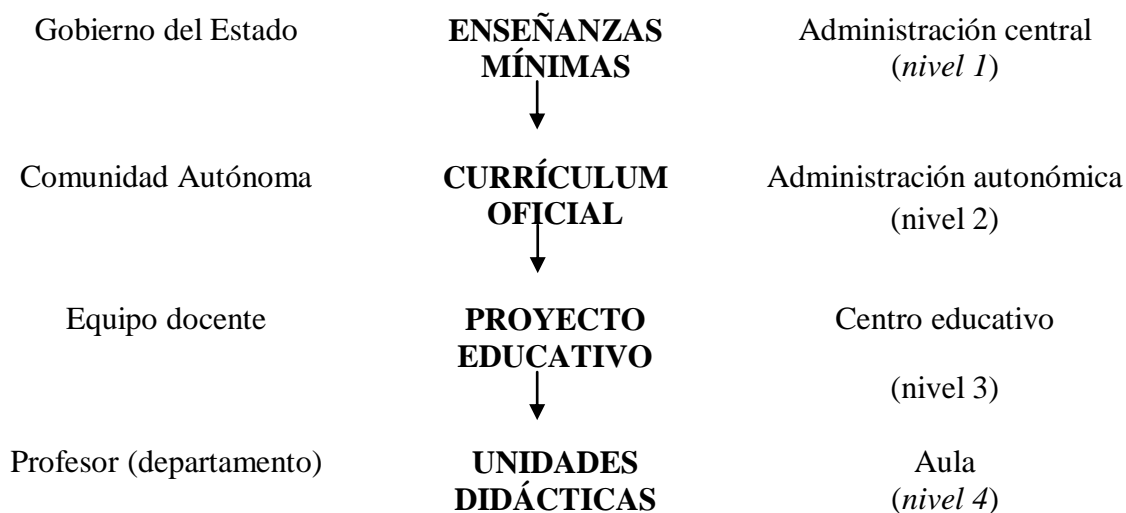 Gobierno del Estado ENSEÑANZAS Administración central
MÍNIMAS (nivel 1)
Comunidad Autónoma CURRÍCULUM Administración autonómica
OFICIAL (nivel 2)
Equipo docente PROYECTO Centro educativo
EDUCATIVO
(nivel 3)
Profesor (departamento) UNIDADES Aula
DIDÁCTICAS (nivel 4)